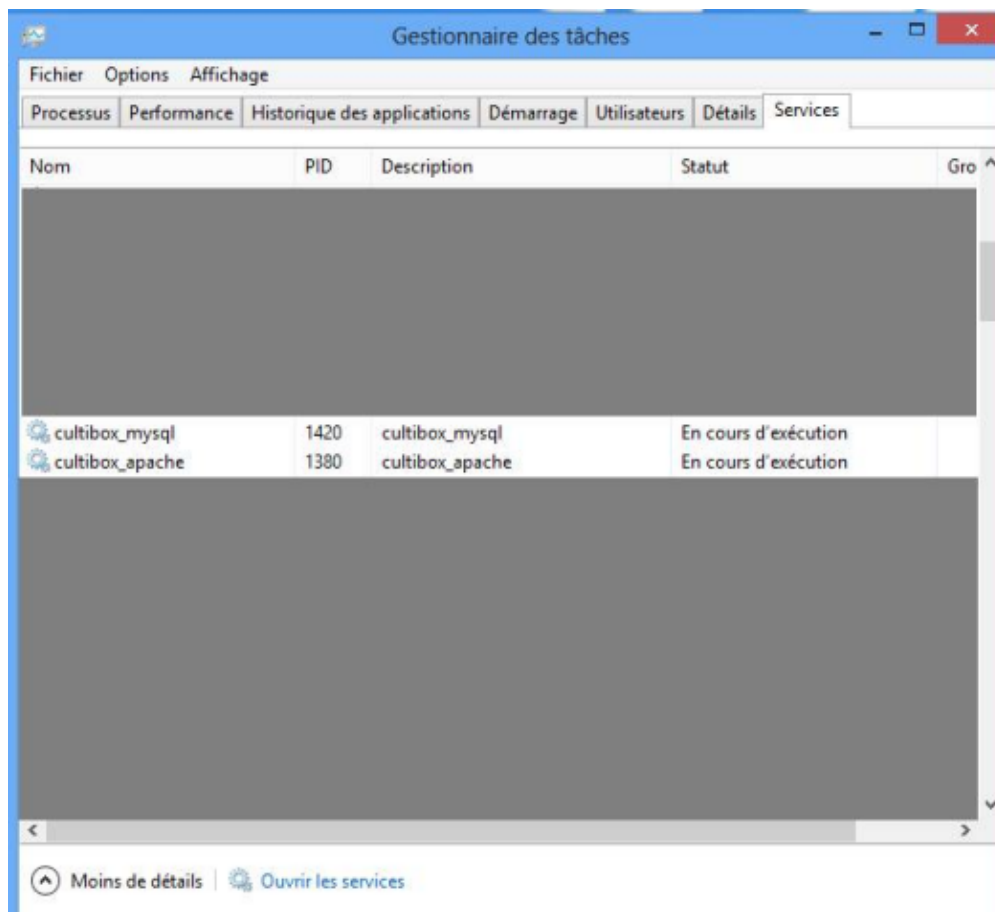 Gestionnaire des tâches
Fichier Options Affichage
Processus Performance Historique des applications Démarrage Utilisateurs Détails Services
Nom PID Description Statut Gro
cultibox_mysql 1420 cultibox_mysql En cours d'exécution
cultibox_apache 1380 cultibox_apache En cours d'exécution
Moins de détails Ouvrir les services